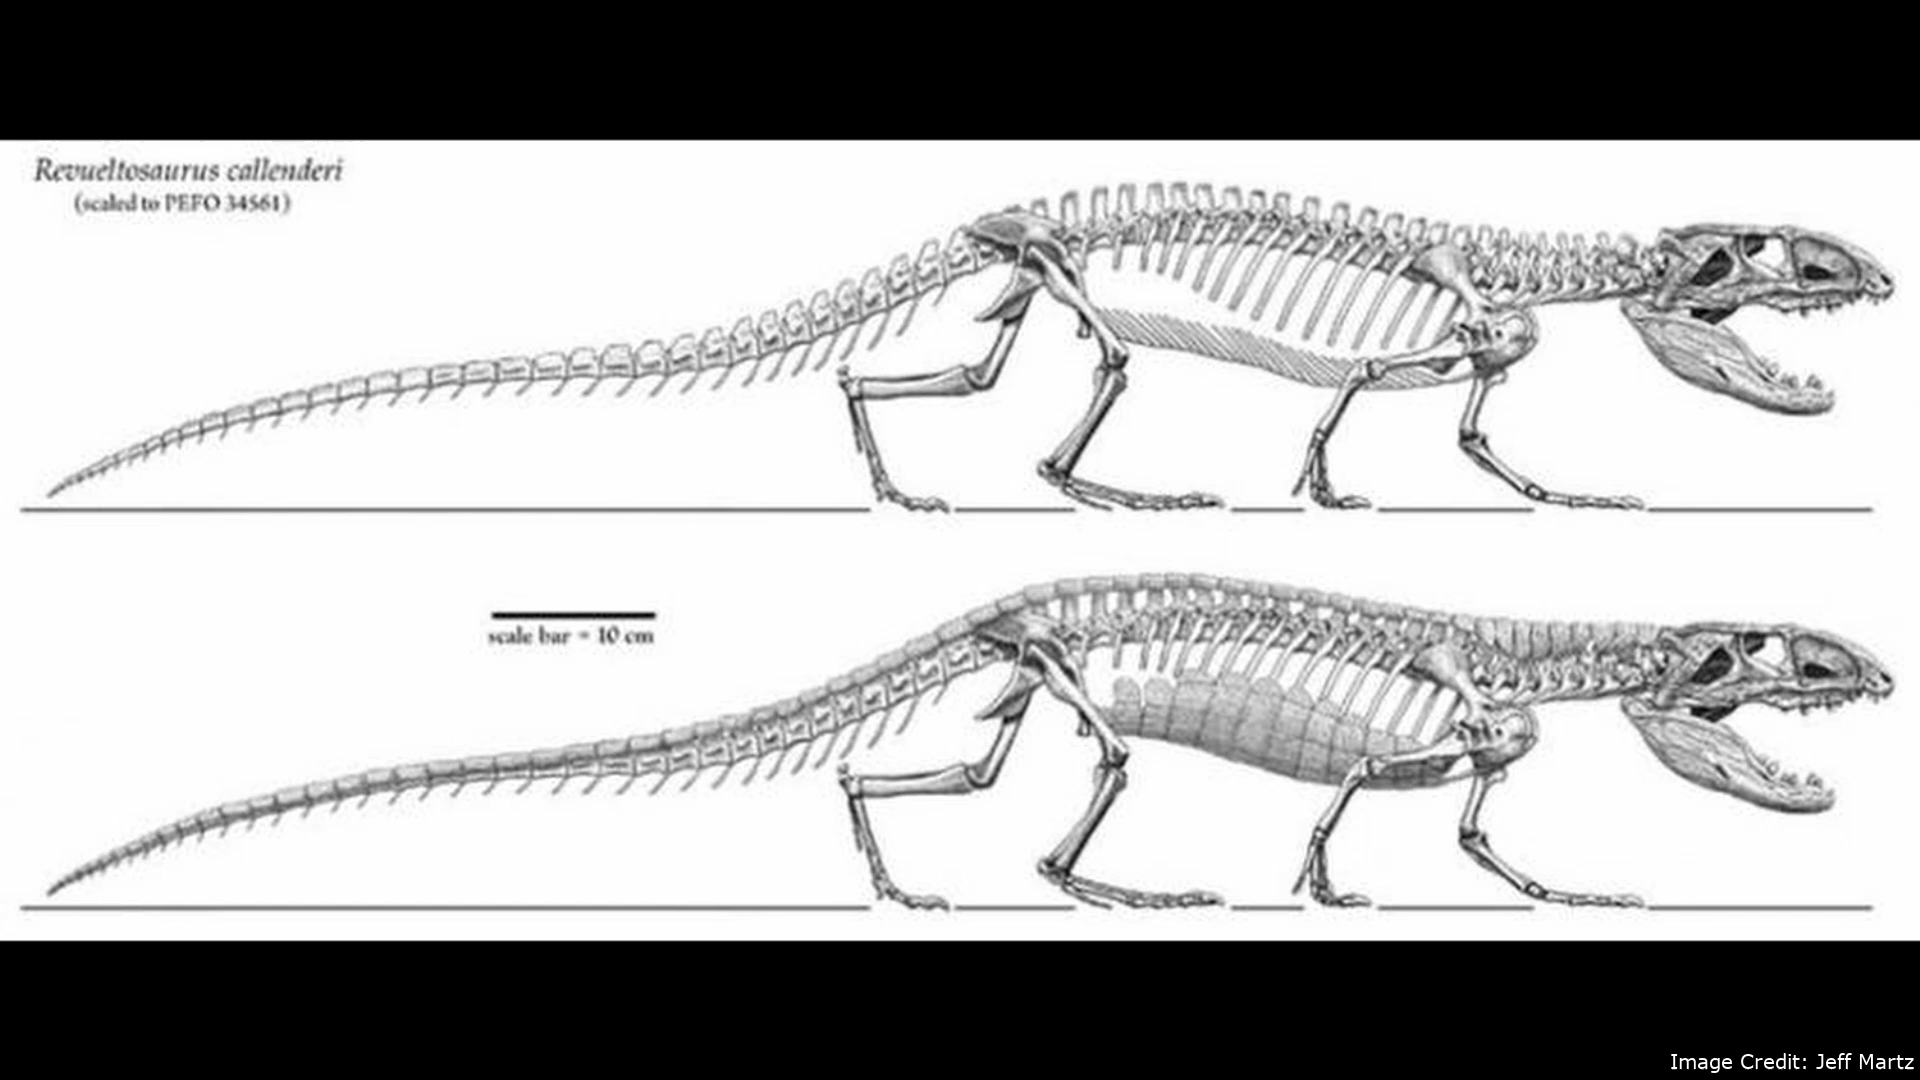 Revueltosaurus callenderi
(scaled to PEFO 34561)
scale bar = 10 cm
Image Credit: Jeff Martz